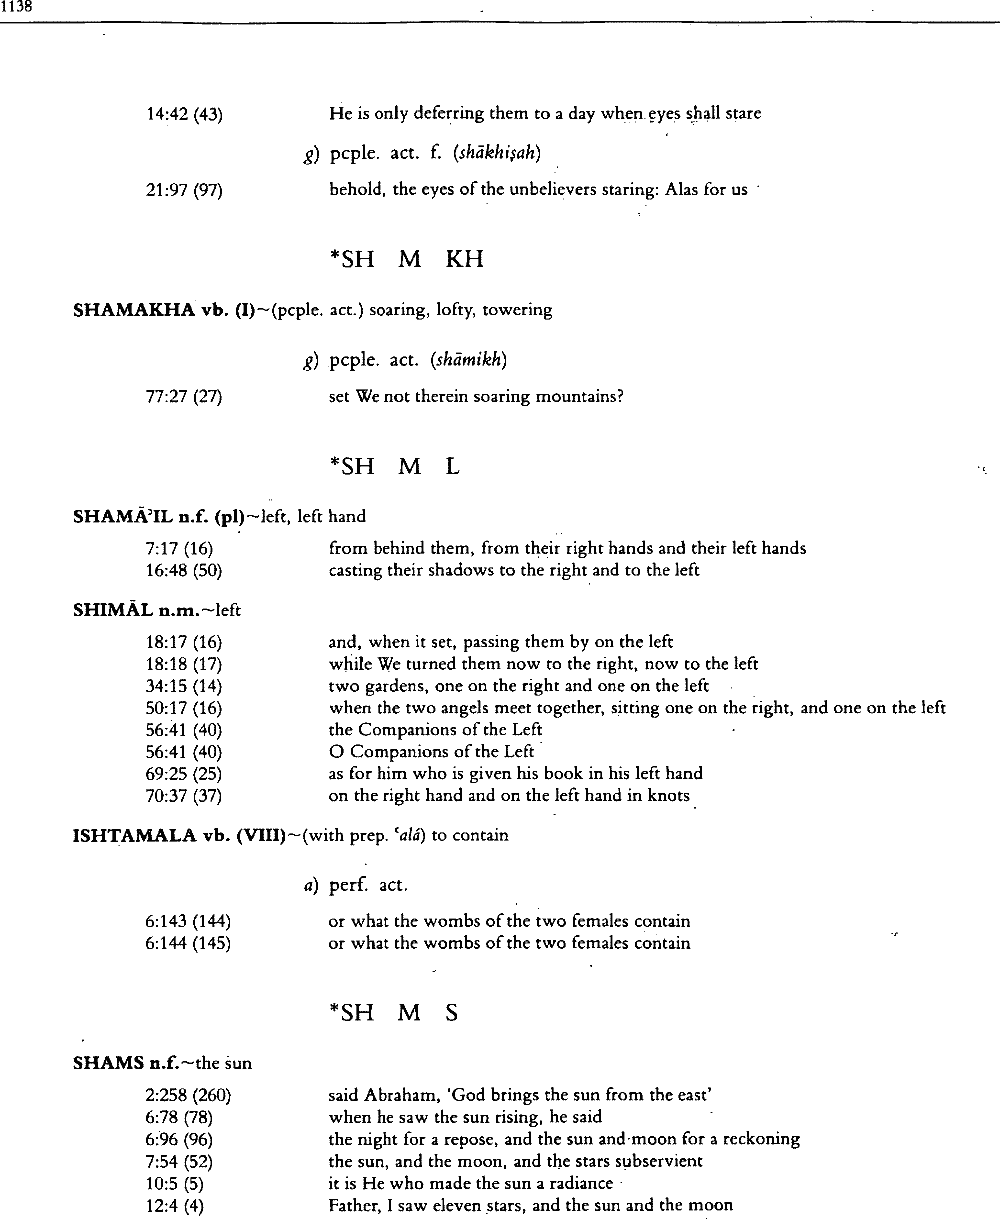 1138
14:42 (43) He is only deferring them to a day when eyes shall stare
g) pcple. act. f. (shākhiṣah)
21:97 (97) behold, the eyes of the unbelievers staring: Alas for us
*SH M KH
SHAMAKHA vb. (I)~(pcple. act.) soaring, lofty, towering
g) pcple. act. (shāmikh)
77:27 (27) set We not therein soaring mountains?
*SH M L
SHAMĀʾIL n.f. (pl)~left, left hand
7:17 (16) from behind them, from their right hands and their left hands
16:48 (50) casting their shadows to the right and to the left
SHIMĀL n.m.~left
18:17 (16) and, when it set, passing them by on the left
18:18 (17) while We turned them now to the right, now to the left
34:15 (14) two gardens, one on the right and one on the left
50:17 (16) when the two angels meet together, sitting one on the right, and one on the left
56:41 (40) the Companions of the Left
56:41 (40) O Companions of the Left
69:25 (25) as for him who is given his book in his left hand
70:37 (37) on the right hand and on the left hand in knots
ISHTAMALA vb. (VIII)~(with prep. ʿalá) to contain
a) perf. act.
6:143 (144) or what the wombs of the two females contain
6:144 (145) or what the wombs of the two females contain
*SH M S
SHAMS n.f.~the sun
2:258 (260) said Abraham, 'God brings the sun from the east'
6:78 (78) when he saw the sun rising, he said
6:96 (96) the night for a repose, and the sun and moon for a reckoning
7:54 (52) the sun, and the moon, and the stars subservient
10:5 (5) it is He who made the sun a radiance
12:4 (4) Father, I saw eleven stars, and the sun and the moon